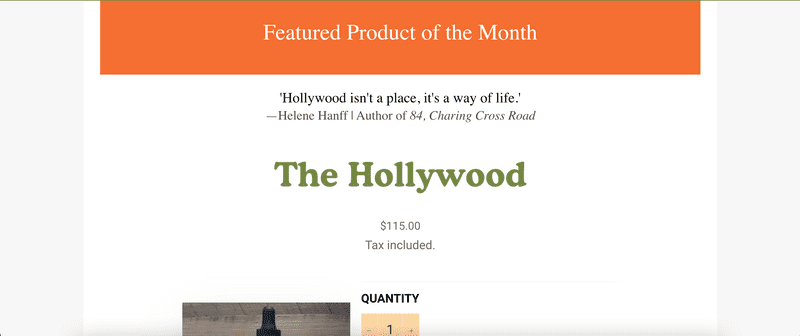 Featured Product of the Month
'Hollywood isn't a place, it's a way of life.'
—Helene Hanff | Author of 84, Charing Cross Road
The Hollywood
$115.00
Tax included.
QUANTITY
- 1 +